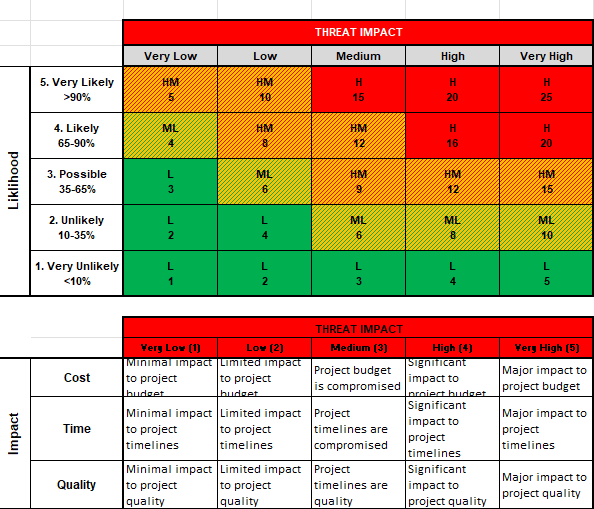 THREAT IMPACT
Very Low Low Medium High Very High
5. Very Likely HM HM H H H
>90% 5 10 15 20 25
4. Likely ML HM HM H H
65-90% 4 8 12 16 20
3. Possible L ML HM HM HM
35-65% 3 6 9 12 15
2. Unlikely L L ML ML ML
10-35% 2 4 6 8 10
1. Very Unlikely L L L L L
<10% 1 2 3 4 5
Liklihood
THREAT IMPACT
Very Low (1) Low (2) Medium (3) High (4) Very High (5)
Cost
Minimal impact
to project
budget
Limited impact
to project
budget
Project budget
is compromised
Significant
impact to
project budget
Major impact to
project budget
Impact
Time
Minimal impact
to project
timelines
Limited impact
to project
timelines
Project
timelines are
compromised
Significant
impact to
project
timelines
Major impact to
project
timelines
Quality
Minimal impact
to project
quality
Limited impact
to project
quality
Project
timelines are
quality
Significant
impact to
project quality
Major impact to
project quality